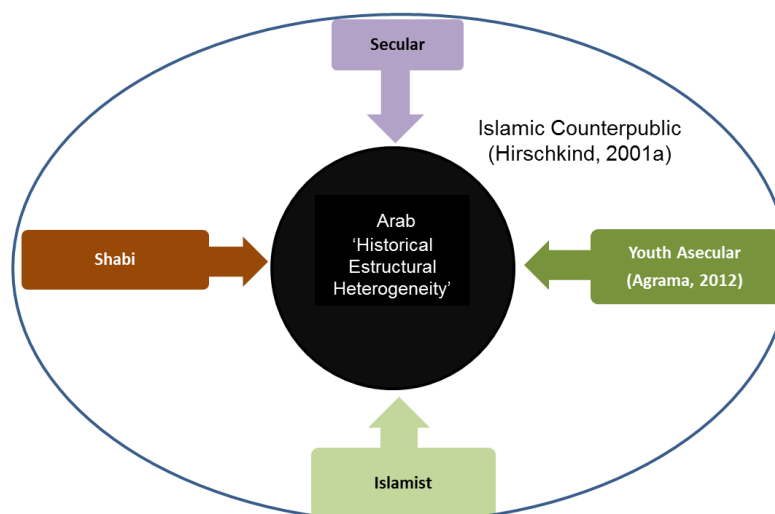 Secular
Islamic Counterpublic
(Hirschkind, 2001a)
Arab
‘Historical
Estructural
Heterogeneity’
Shabi
Youth Asecular
(Agrama, 2012)
Islamist